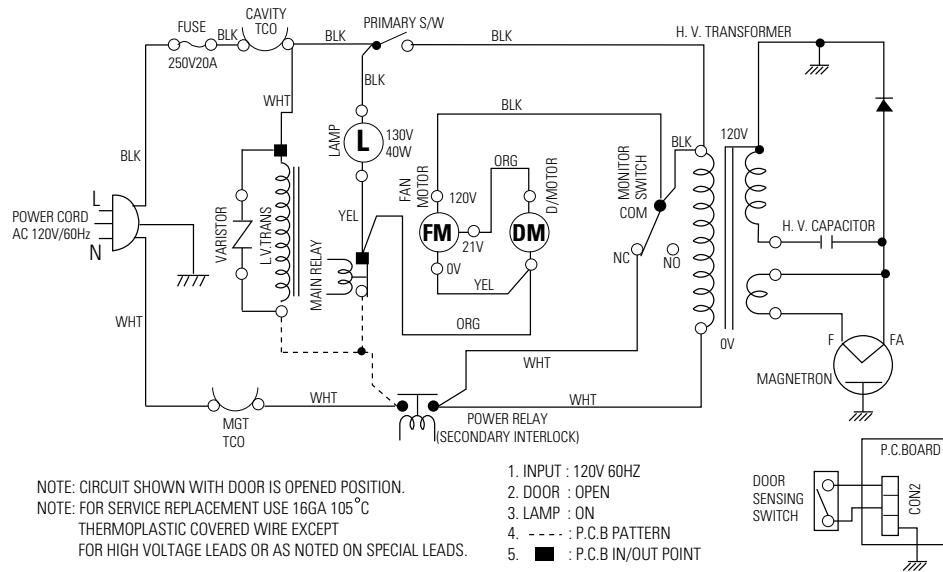 FUSE
250V20A
BLK
CAVITY
TCO
BLK
PRIMARY S/W
BLK
H. V. TRANSFORMER
BLK
WHT
LAMP
L
130V
40W
BLK
BLK
120V
BLK
L
POWER CORD
AC 120V/60Hz
N
VARISTOR
L.V.TRANS
MAIN RELAY
YEL
FAN
MOTOR
120V
FM
21V
0V
ORG
D/MOTOR
DM
YEL
ORG
MONITOR
SWITCH
COM
NC
NO
H. V. CAPACITOR
0V
F
FA
MAGNETRON
WHT
WHT
WHT
WHT
MGT
TCO
POWER RELAY
(SECONDARY INTERLOCK)
P.C.BOARD
DOOR
SENSING
SWITCH
CON2
NOTE: CIRCUIT SHOWN WITH DOOR IS OPENED POSITION.
NOTE: FOR SERVICE REPLACEMENT USE 16GA 105°C
THERMOPLASTIC COVERED WIRE EXCEPT
FOR HIGH VOLTAGE LEADS OR AS NOTED ON SPECIAL LEADS.
1. INPUT : 120V 60HZ
2. DOOR : OPEN
3. LAMP : ON
4. ---- : P.C.B PATTERN
5. ■ : P.C.B IN/OUT POINT